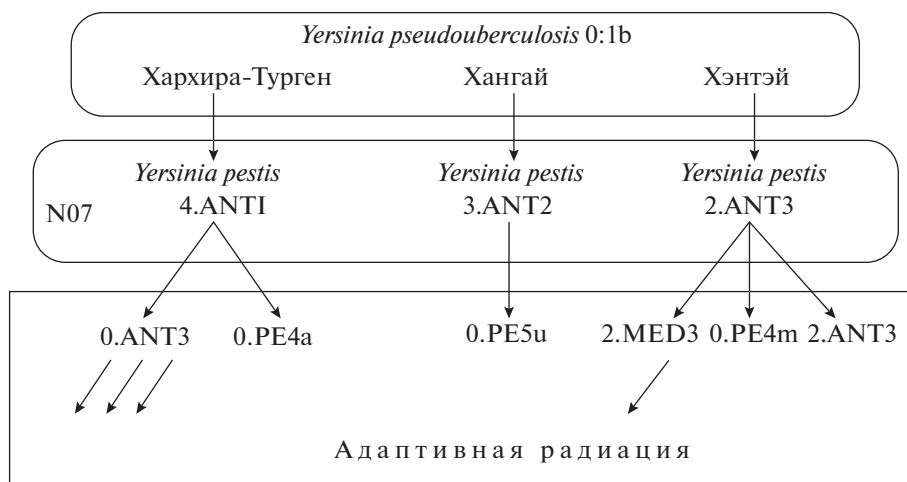 Yersinia pseudouberculosis 0:1b
Хархира-Турген Хангай Хэнтэй
Yersinia pestis Yersinia pestis Yersinia pestis
N07 4.ANTI 3.ANT2 2.ANT3
0.ANT3 0.PE4a 0.PE5u 2.MED3 0.PE4m 2.ANT3
Адаптивная радиация